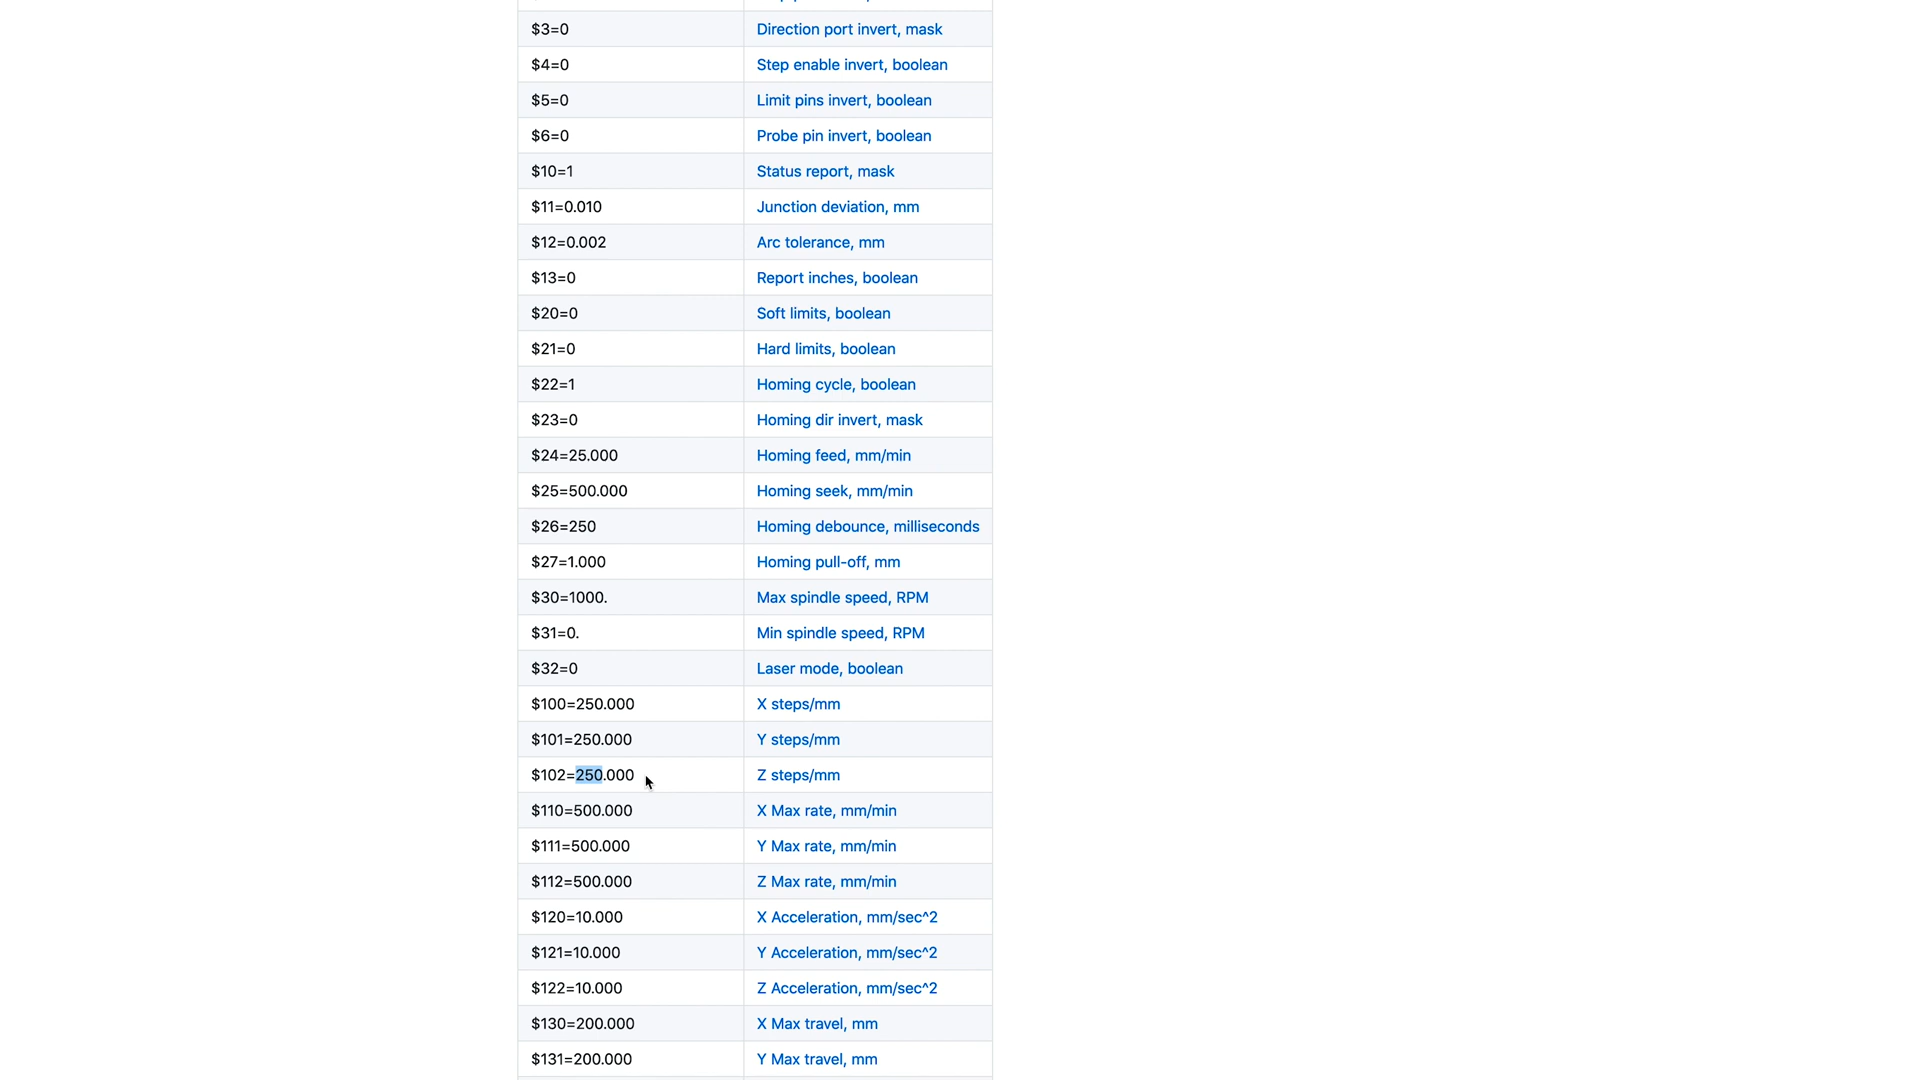 $3=0 Direction port invert, mask
$4=0 Step enable invert, boolean
$5=0 Limit pins invert, boolean
$6=0 Probe pin invert, boolean
$10=1 Status report, mask
$11=0.010 Junction deviation, mm
$12=0.002 Arc tolerance, mm
$13=0 Report inches, boolean
$20=0 Soft limits, boolean
$21=0 Hard limits, boolean
$22=1 Homing cycle, boolean
$23=0 Homing dir invert, mask
$24=25.000 Homing feed, mm/min
$25=500.000 Homing seek, mm/min
$26=250 Homing debounce, milliseconds
$27=1.000 Homing pull-off, mm
$30=1000. Max spindle speed, RPM
$31=0. Min spindle speed, RPM
$32=0 Laser mode, boolean
$100=250.000 X steps/mm
$101=250.000 Y steps/mm
$102=250.000 Z steps/mm
$110=500.000 X Max rate, mm/min
$111=500.000 Y Max rate, mm/min
$112=500.000 Z Max rate, mm/min
$120=10.000 X Acceleration, mm/sec^2
$121=10.000 Y Acceleration, mm/sec^2
$122=10.000 Z Acceleration, mm/sec^2
$130=200.000 X Max travel, mm
$131=200.000 Y Max travel, mm